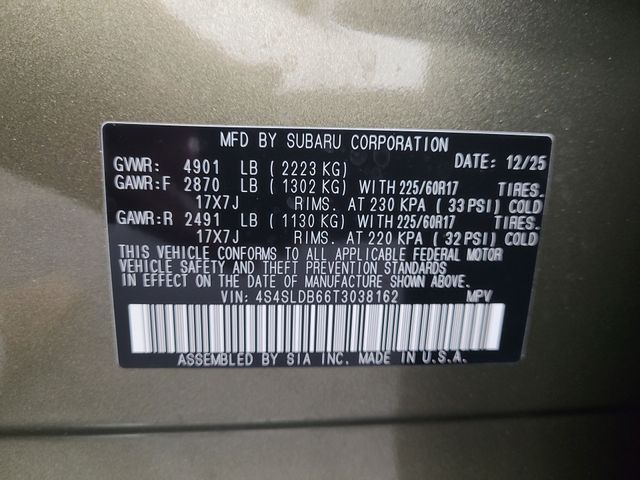 MFD BY SUBARU CORPORATION
GVWR: 4901 LB ( 2223 KG) DATE: 12/25
GAWR:F 2870 LB ( 1302 KG) WITH 225/60R17 TIRES.
17X7J RIMS. AT 230 KPA ( 33 PSI) COLD
GAWR:R 2491 LB ( 1130 KG) WITH 225/60R17 TIRES.
17X7J RIMS. AT 220 KPA ( 32 PSI) COLD
THIS VEHICLE CONFORMS TO ALL APPLICABLE FEDERAL MOTOR
VEHICLE SAFETY AND THEFT PREVENTION STANDARDS IN EFFECT
ON THE DATE OF MANUFACTURE SHOWN ABOVE.
VIN: 4S4SLDB66T3038162 MPV
ASSEMBLED BY SIA INC. MADE IN U.S.A.